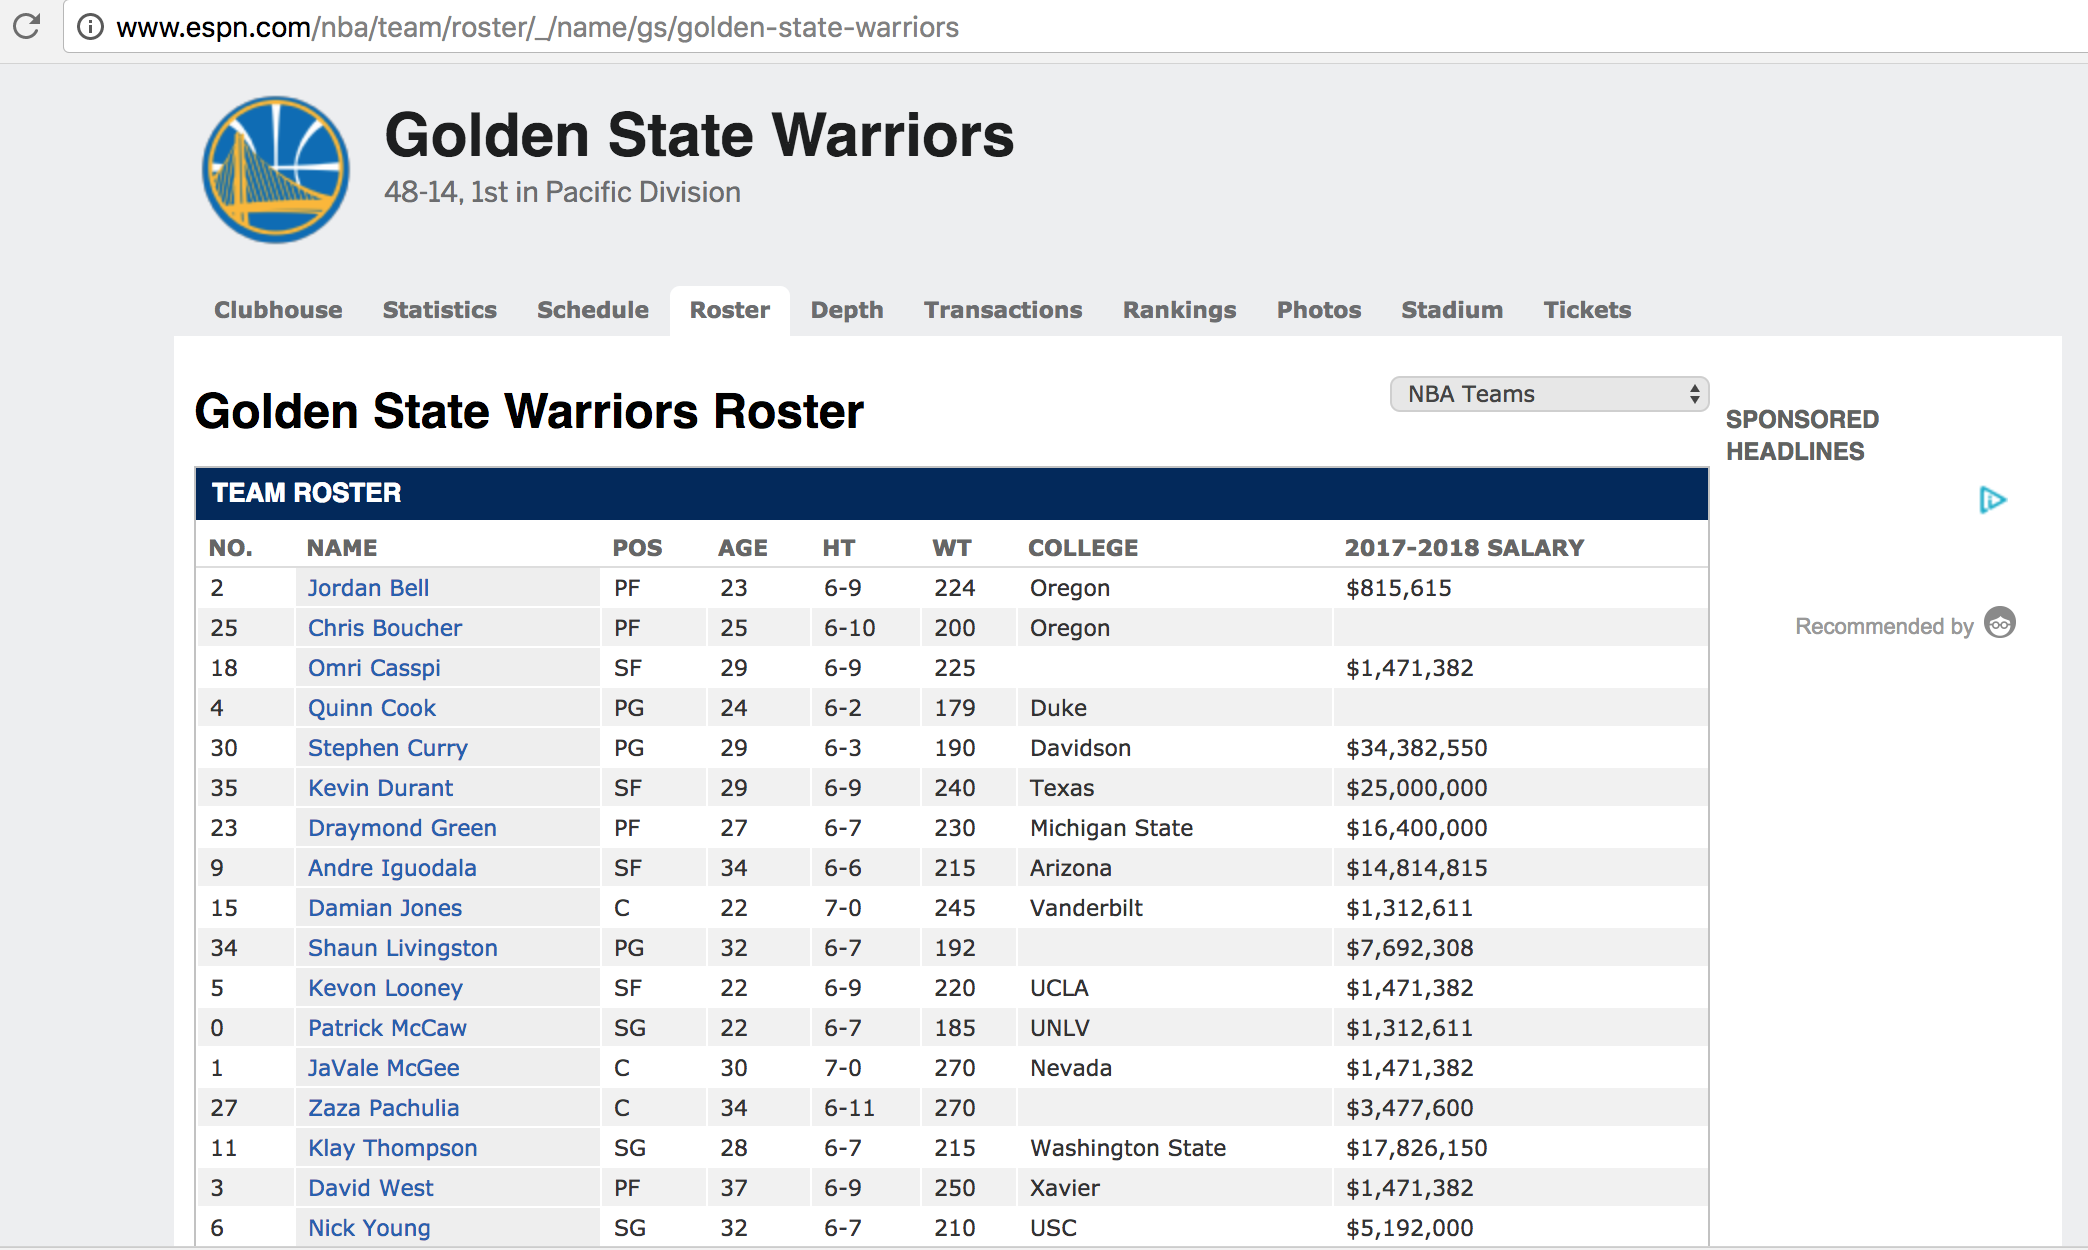 www.espn.com/nba/team/roster/_/name/gs/golden-state-warriors
Golden State Warriors
48-14, 1st in Pacific Division
Clubhouse Statistics Schedule Roster Depth Transactions Rankings Photos Stadium Tickets
Golden State Warriors Roster
NBA Teams
SPONSORED
HEADLINES
TEAM ROSTER
NO. NAME POS AGE HT WT COLLEGE 2017-2018 SALARY
2 Jordan Bell PF 23 6-9 224 Oregon $815,615
25 Chris Boucher PF 25 6-10 200 Oregon
Recommended by
18 Omri Casspi SF 29 6-9 225 $1,471,382
4 Quinn Cook PG 24 6-2 179 Duke
30 Stephen Curry PG 29 6-3 190 Davidson $34,382,550
35 Kevin Durant SF 29 6-9 240 Texas $25,000,000
23 Draymond Green PF 27 6-7 230 Michigan State $16,400,000
9 Andre Iguodala SF 34 6-6 215 Arizona $14,814,815
15 Damian Jones C 22 7-0 245 Vanderbilt $1,312,611
34 Shaun Livingston PG 32 6-7 192 $7,692,308
5 Kevon Looney SF 22 6-9 220 UCLA $1,471,382
0 Patrick McCaw SG 22 6-7 185 UNLV $1,312,611
1 JaVale McGee C 30 7-0 270 Nevada $1,471,382
27 Zaza Pachulia C 34 6-11 270 $3,477,600
11 Klay Thompson SG 28 6-7 215 Washington State $17,826,150
3 David West PF 37 6-9 250 Xavier $1,471,382
6 Nick Young SG 32 6-7 210 USC $5,192,000